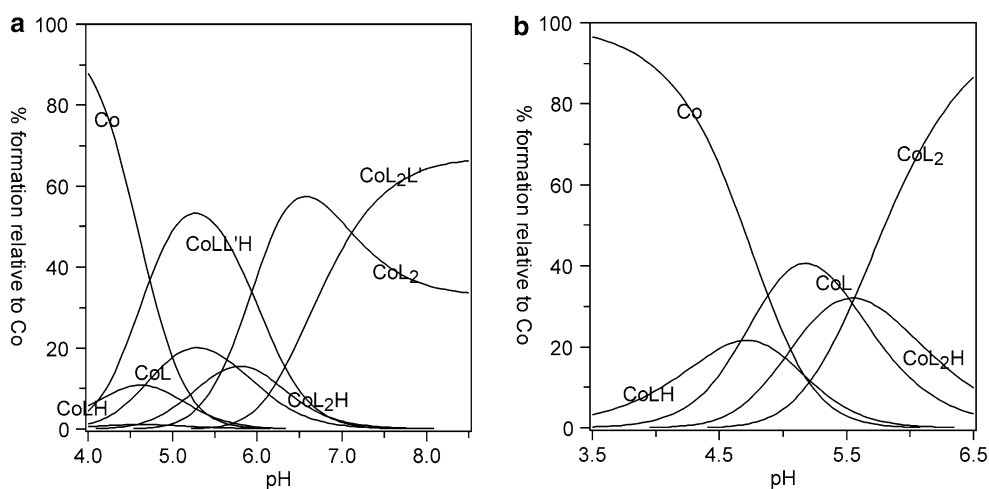 a
% formation relative to Co
100
80
60
40
20
0
Co
CoLL'H
CoL
CoLH
CoL2H
CoL2L'
CoL2
4.0 5.0 6.0 7.0 8.0
pH
b
% formation relative to Co
100
80
60
40
20
0
Co
CoL2
CoL
CoL2H
CoLH
3.5 4.5 5.5 6.5
pH